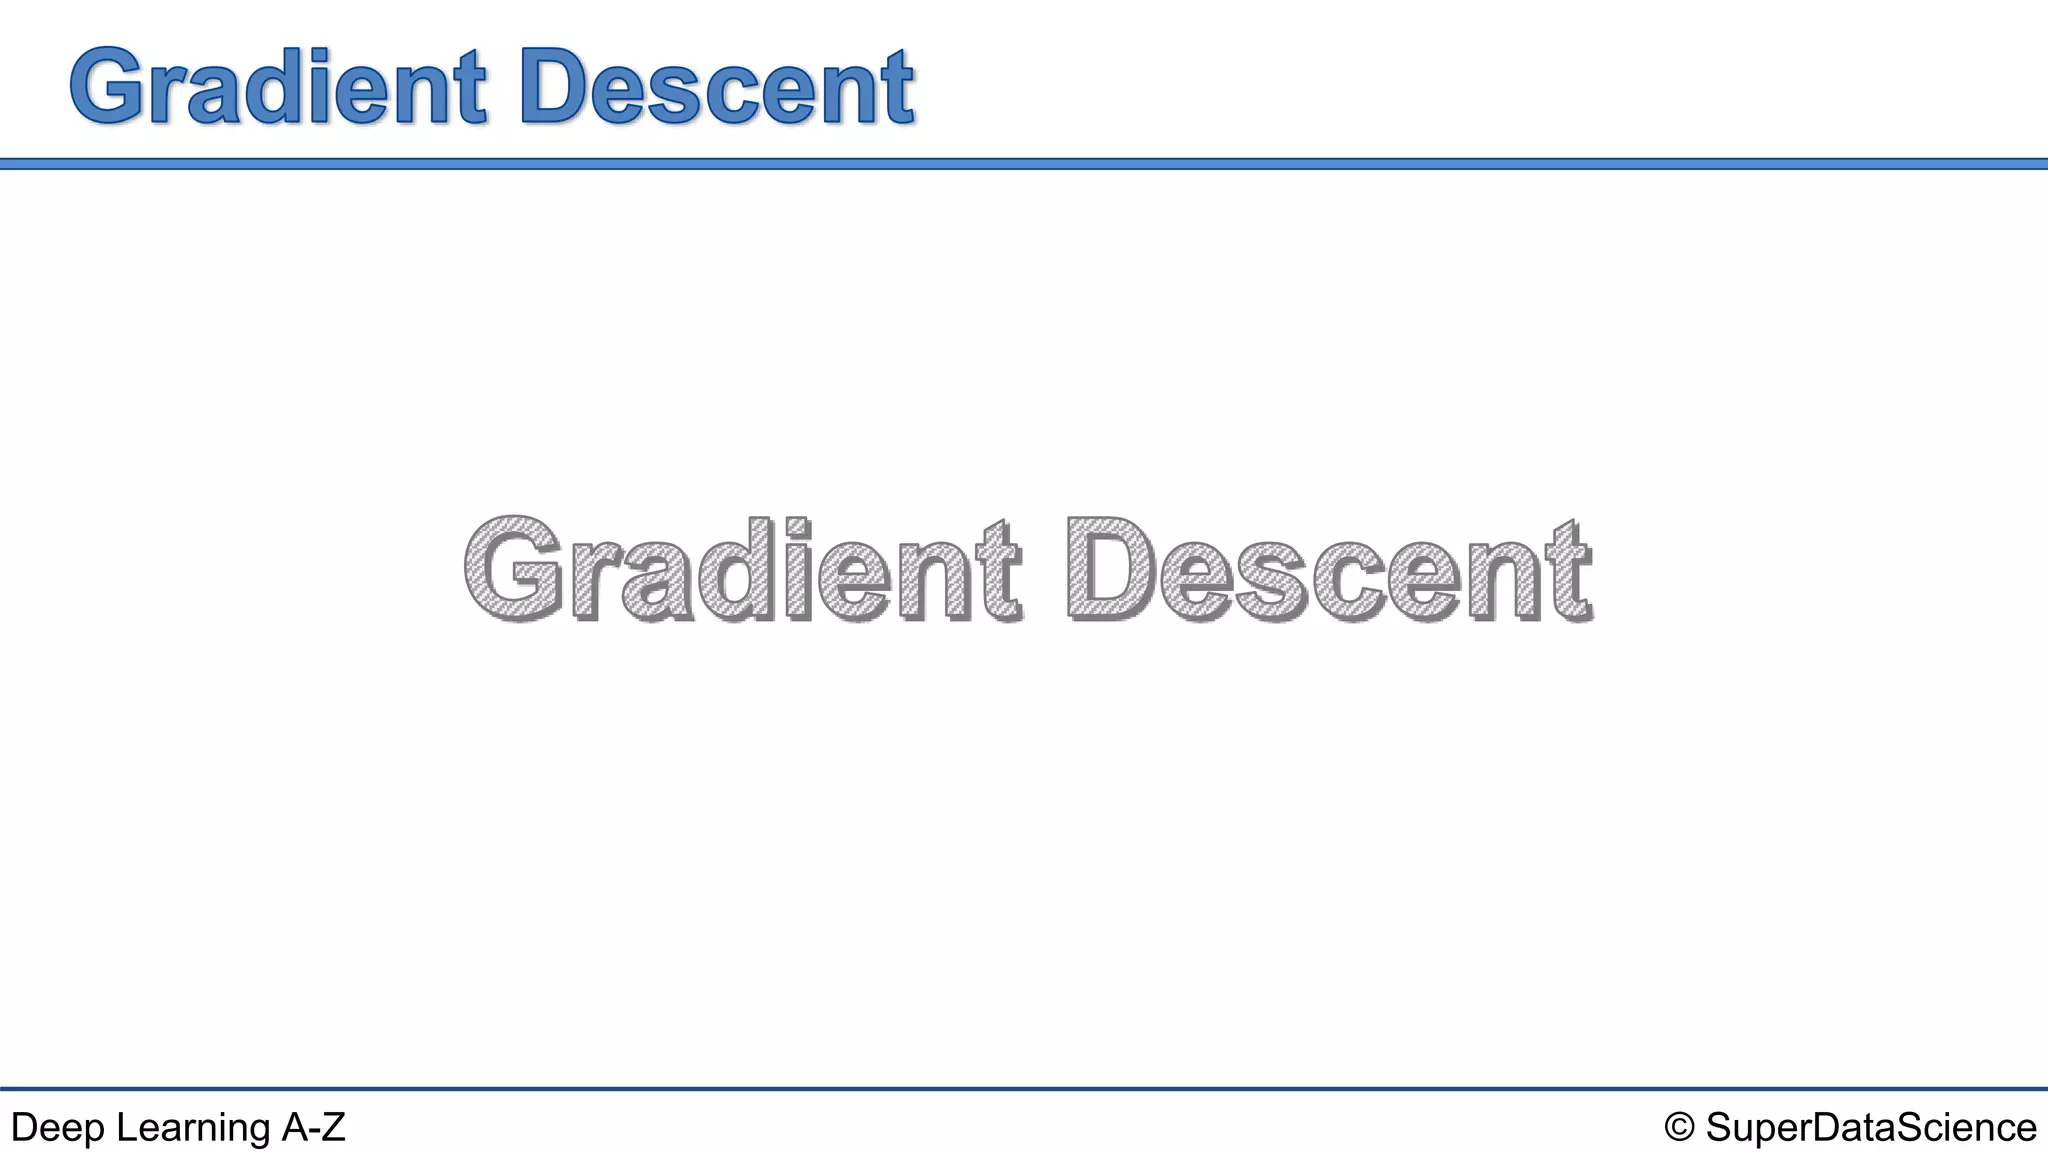 Gradient Descent
Gradient Descent
Deep Learning A-Z
© SuperDataScience